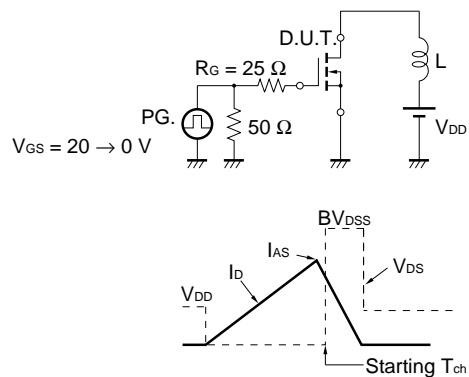 D.U.T.
L
RG = 25 Ω
PG.
50 Ω
VDD
VGS = 20 → 0 V
BVDSS
IAS
ID
VDS
VDD
Starting Tch